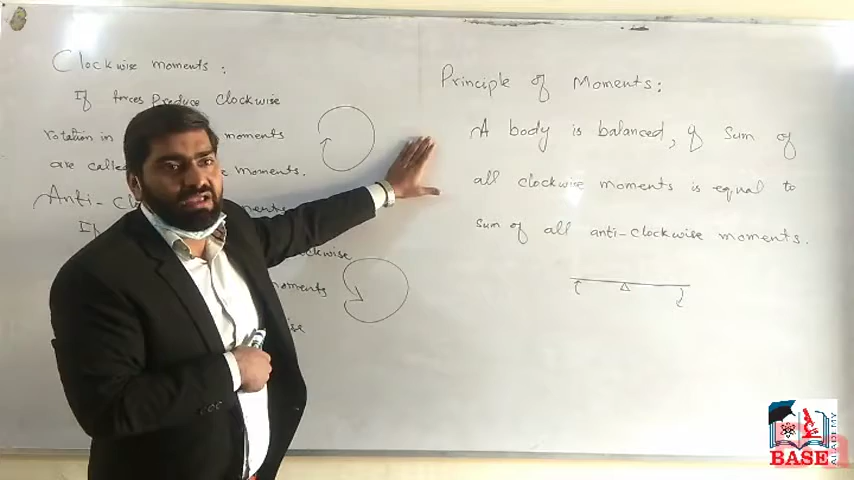 Clockwise moments :
If forces produce clockwise
rotation in moments
are called moments.
Anti-cl
If
clockwise
moments
Principle of Moments:
A body is balanced, if sum of
all clockwise moments is equal to
sum of all anti-clockwise moments.
BASE
ACADEMY